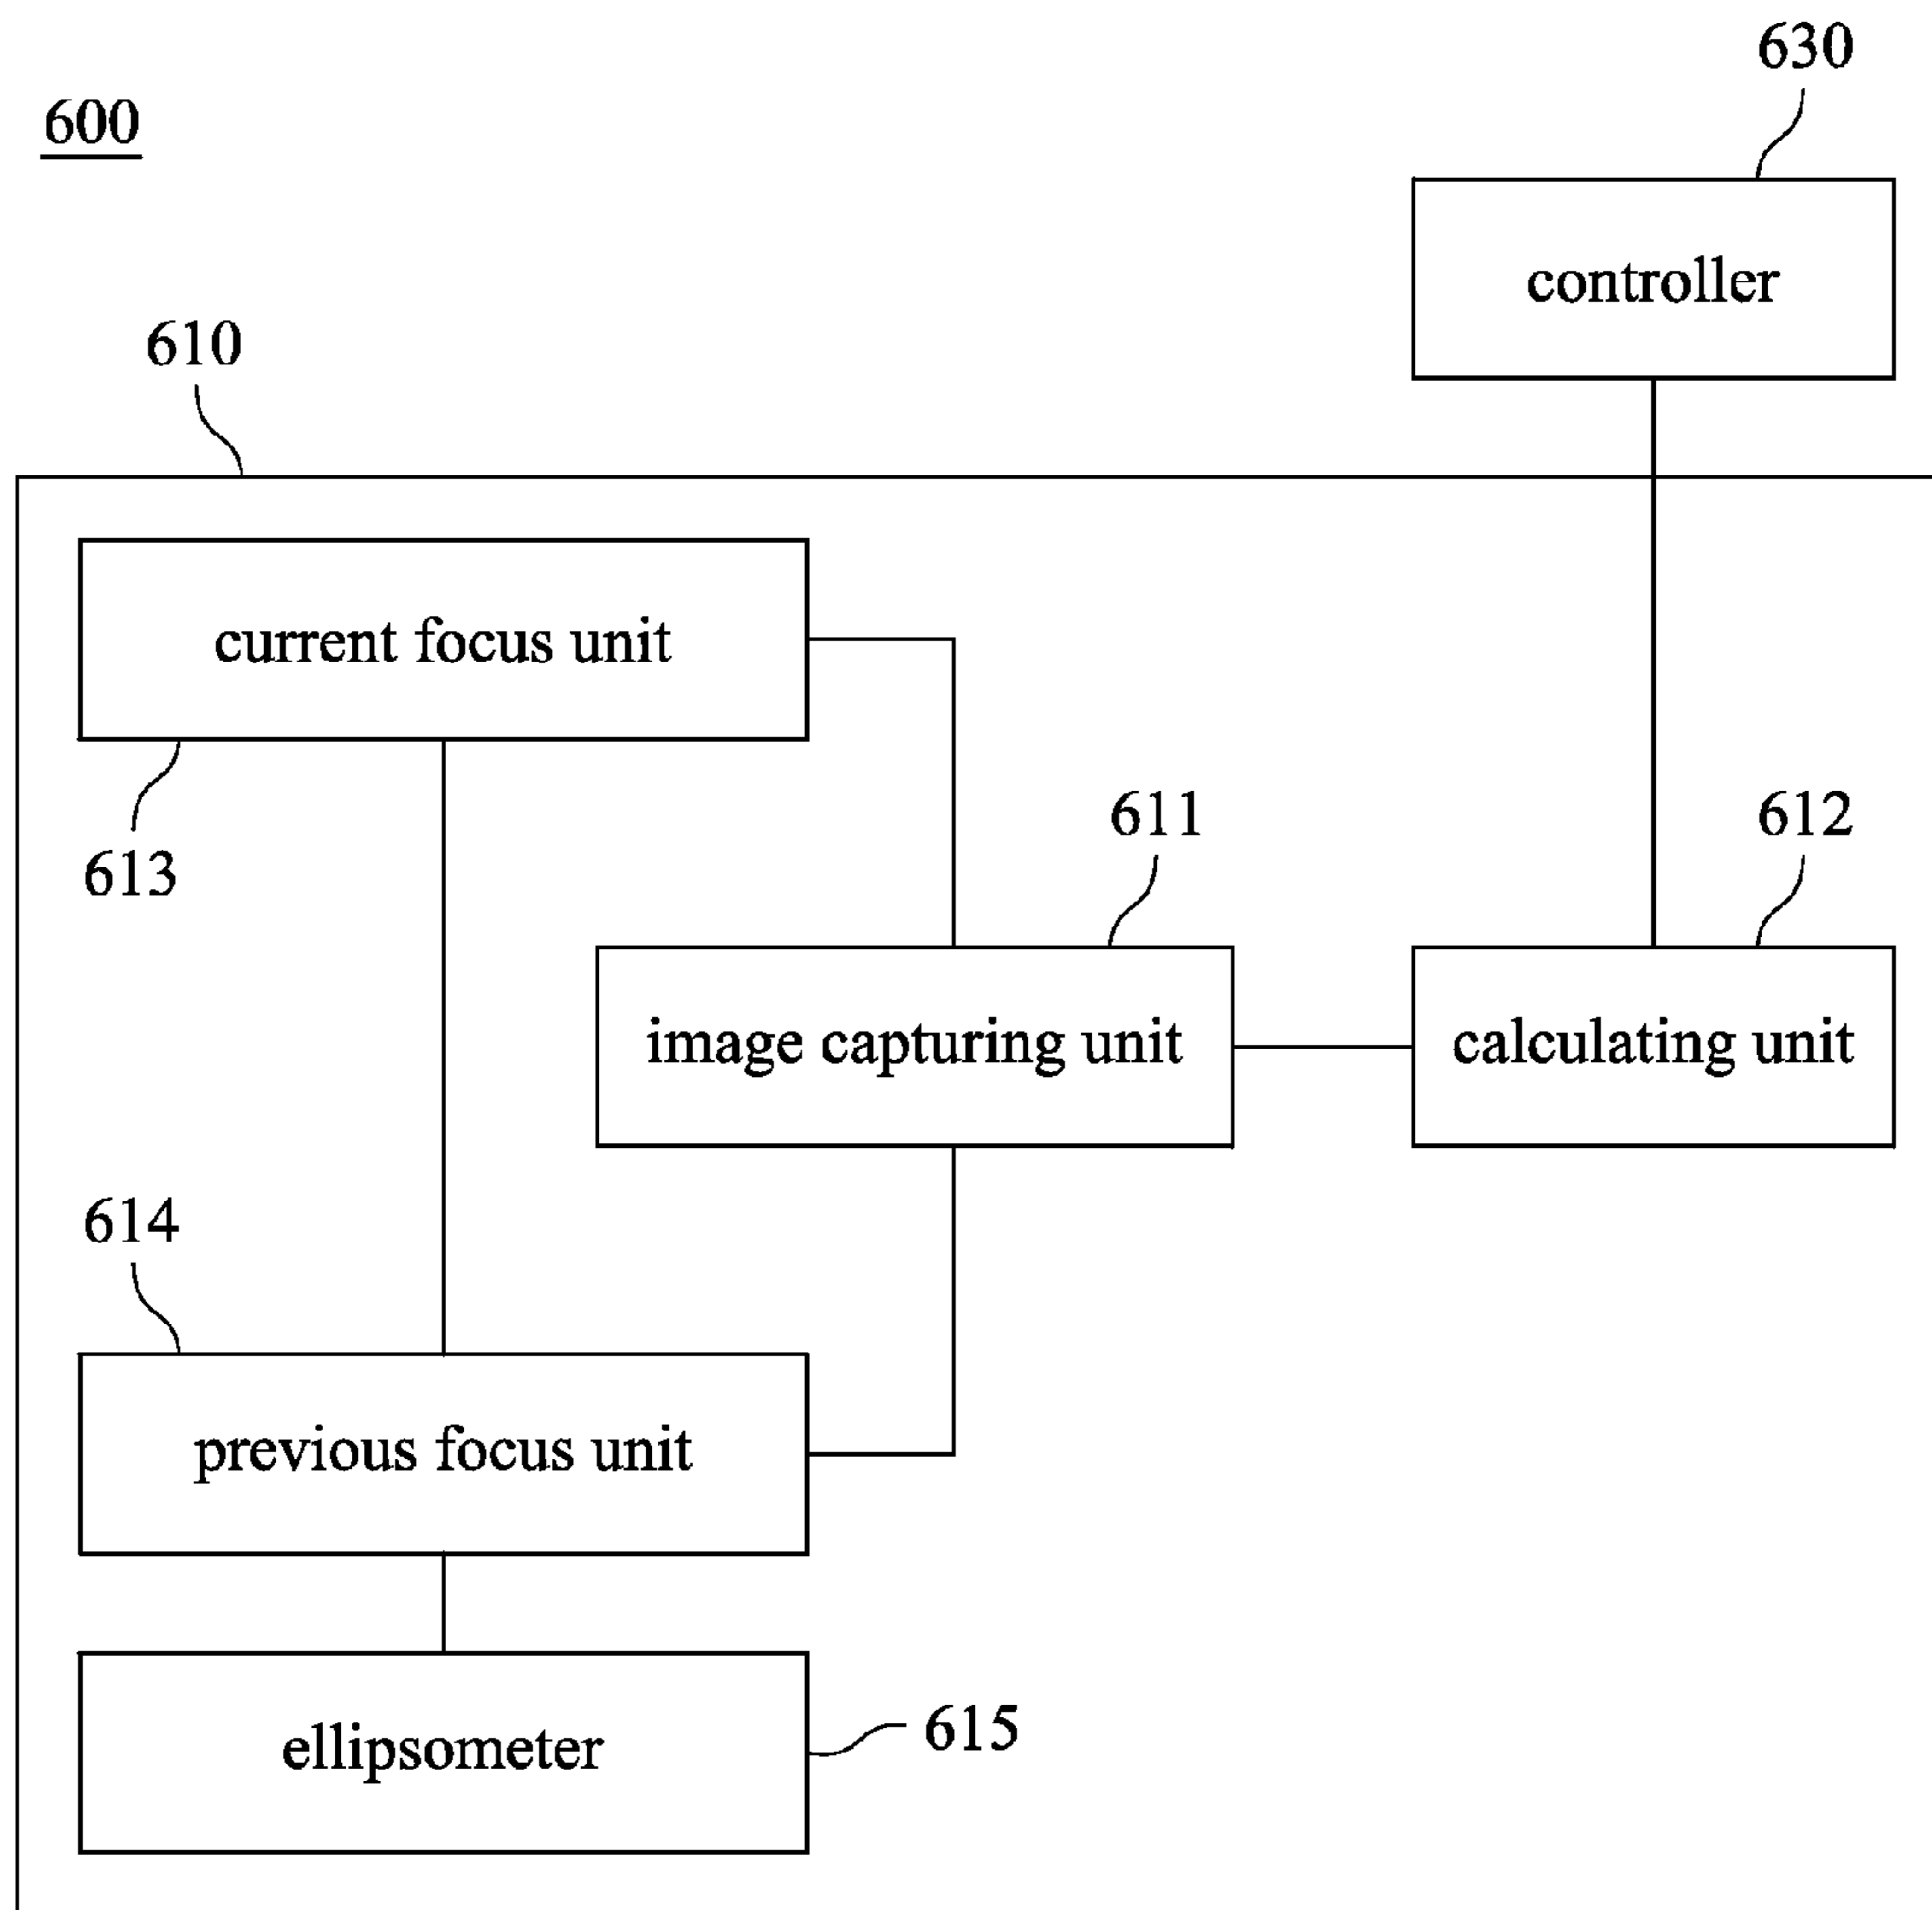 630
600
controller
610
current focus unit
611
612
613
image capturing unit
calculating unit
614
previous focus unit
615
ellipsometer